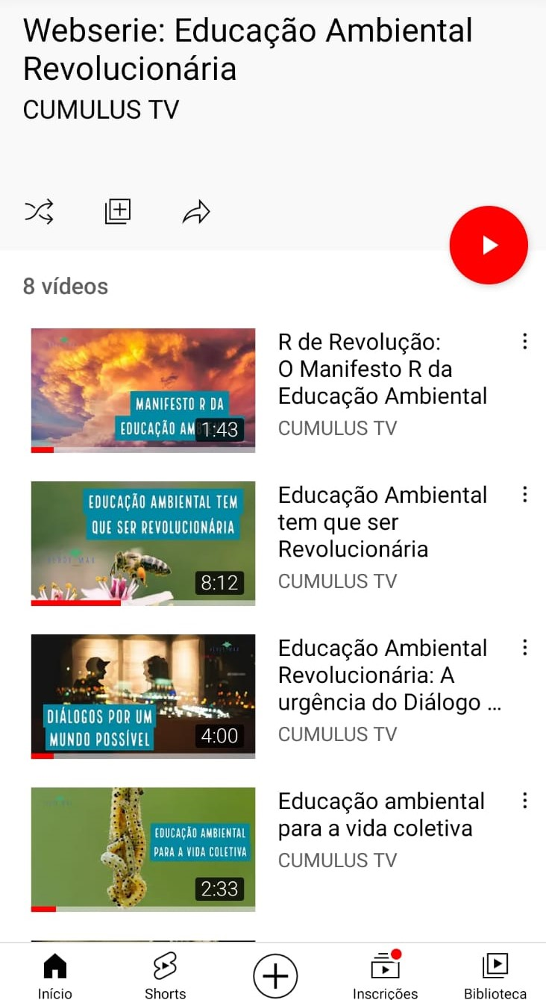 Webserie: Educação Ambiental
Revolucionária
CUMULUS TV
8 vídeos
MANIFESTO R DA
EDUCAÇÃO AM
1:43
R de Revolução:
O Manifesto R da
Educação Ambiental
CUMULUS TV
EDUCAÇÃO AMBIENTAL TEM
QUE SER REVOLUCIONÁRIA
8:12
Educação Ambiental
tem que ser
Revolucionária
CUMULUS TV
DIÁLOGOS POR UM
MUNDO POSSÍVEL
4:00
Educação Ambiental
Revolucionária: A
urgência do Diálogo ...
CUMULUS TV
EDUCAÇÃO AMBIENTAL
PARA A VIDA COLETIVA
2:33
Educação ambiental
para a vida coletiva
CUMULUS TV
Início
Shorts
Inscrições
Biblioteca